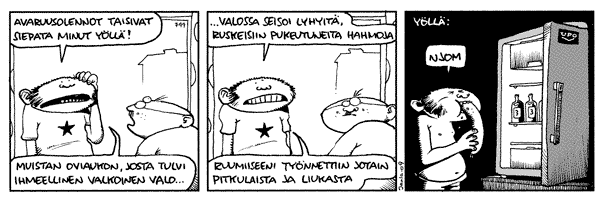 AVARUUSOLENNOT TAISIVAT
SIEPATA MINUT YÖLLÄ!
799
MUISTAN OVIAUKON, JOSTA TULVI
IHMEELLINEN VALKOINEN VALO...
...VALOSSA SEISOI LYHYITÄ,
RUSKEISIIN PUKEUTUNEITA HAHMOJA
RUUMIISEENI TYÖNNETTIIN JOTAIN
PITKULAISTA JA LIUKASTA
YÖLLÄ:
NJOM
UPO